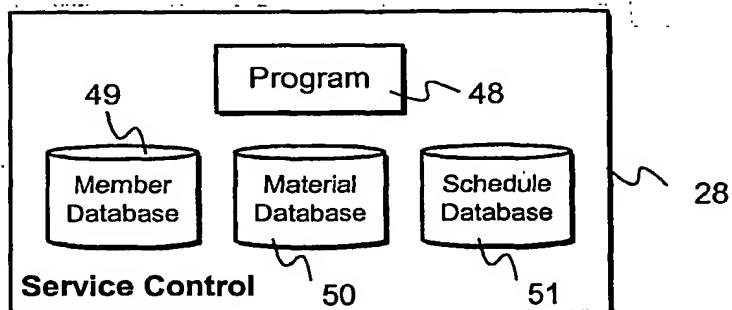 Program
48
49
Member
Database
Material
Database
Schedule
Database
28
Service Control
50
51